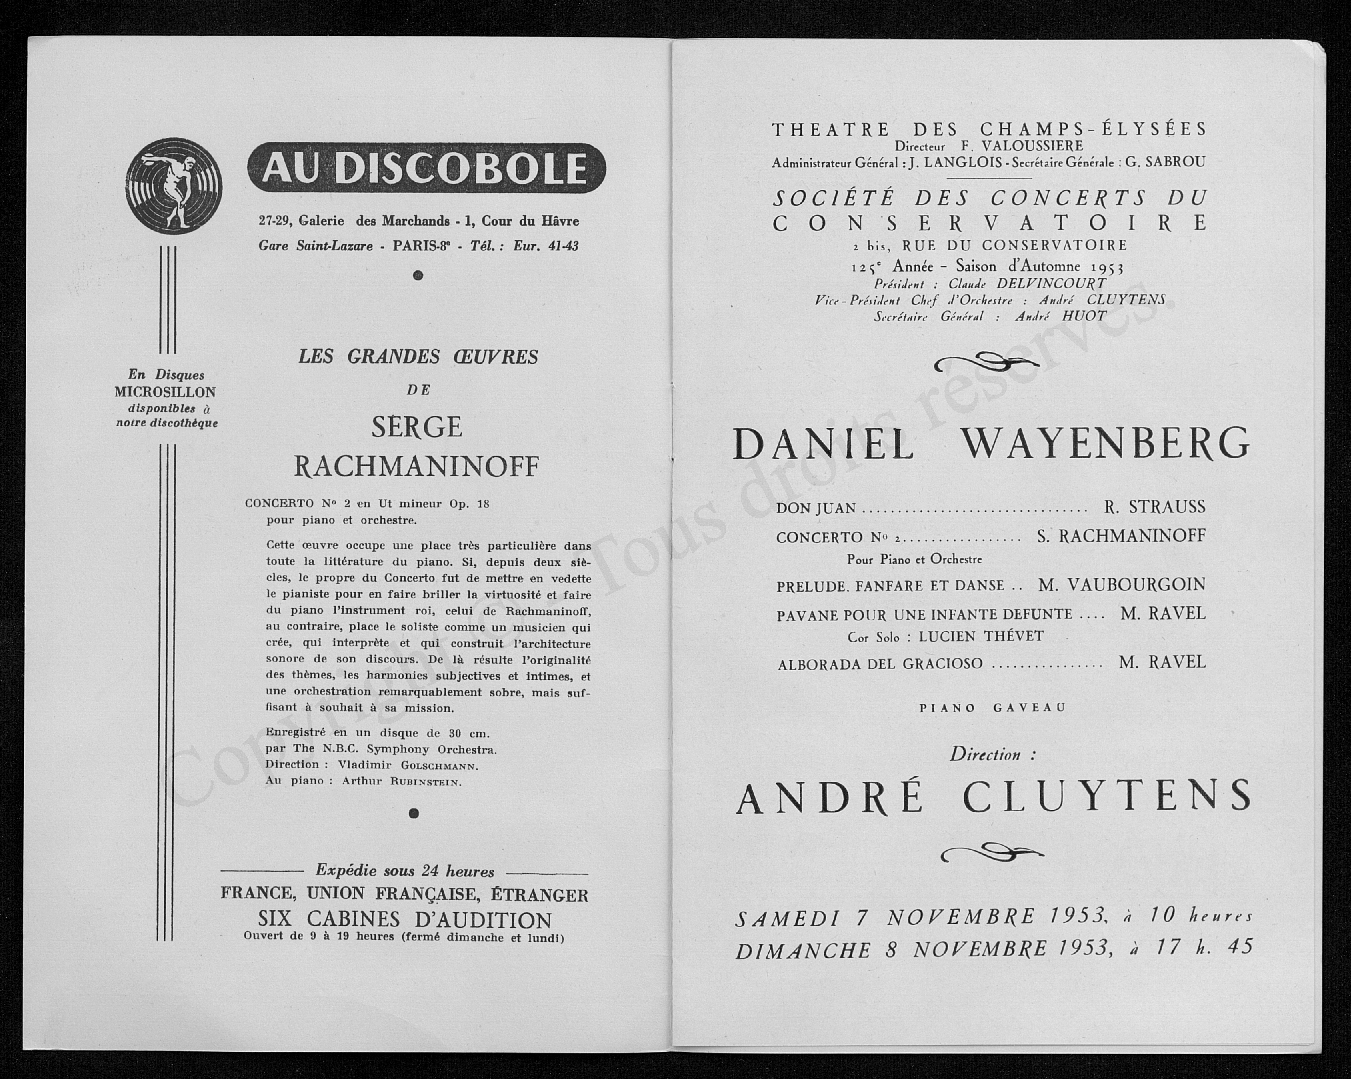 AU DISCOBOLE
27-29, Galerie des Marchands - 1, Cour du Hâvre
Gare Saint-Lazare - PARIS-8e - Tél. : Eur. 41-43
En Disques
MICROSILLON
disponibles à
notre discothèque
LES GRANDES ŒUVRES
DE
SERGE
RACHMANINOFF
CONCERTO No 2 en Ut mineur Op. 18
pour piano et orchestre.
Cette œuvre occupe une place très particulière dans
toute la littérature du piano. Si, depuis deux siè-
cles, le propre du Concerto fut de mettre en vedette
le pianiste pour en faire briller la virtuosité et faire
du piano l'instrument roi, celui de Rachmaninoff,
au contraire, place le soliste comme un musicien qui
crée, qui interprète et qui construit l'architecture
sonore de son discours. De là résulte l'originalité
des thèmes, les harmonies subjectives et intimes, et
une orchestration remarquablement sobre, mais suf-
fisant à souhait à sa mission.
Enregistré en un disque de 30 cm.
par The N.B.C. Symphony Orchestra.
Direction : Vladimir GOLSCHMANN.
Au piano : Arthur RUBINSTEIN.
Expédie sous 24 heures
FRANCE, UNION FRANÇAISE, ÉTRANGER
SIX CABINES D'AUDITION
Ouvert de 9 à 19 heures (fermé dimanche et lundi)
THEATRE DES CHAMPS-ÉLYSÉES
Directeur F. VALOUSSIERE
Administrateur Général : J. LANGLOIS - Secrétaire Générale : G. SABROU
SOCIÉTÉ DES CONCERTS DU
CONSERVATOIRE
2 bis, RUE DU CONSERVATOIRE
125e Année - Saison d'Automne 1953
Président : Claude DELVINCOURT
Vice-Président Chef d'Orchestre : André CLUYTENS
Secrétaire Général : André HUOT
DANIEL WAYENBERG
DON JUAN ................................ R. STRAUSS
CONCERTO No 2................. S. RACHMANINOFF
Pour Piano et Orchestre
PRELUDE. FANFARE ET DANSE .. M. VAUBOURGOIN
PAVANE POUR UNE INFANTE DEFUNTE .... M. RAVEL
Cor Solo : LUCIEN THÉVET
ALBORADA DEL GRACIOSO ................ M. RAVEL
PIANO GAVEAU
Direction :
ANDRÉ CLUYTENS
SAMEDI 7 NOVEMBRE 1953, à 10 heures
DIMANCHE 8 NOVEMBRE 1953, à 17 h. 45
Copyright © - Tous droits réservés.